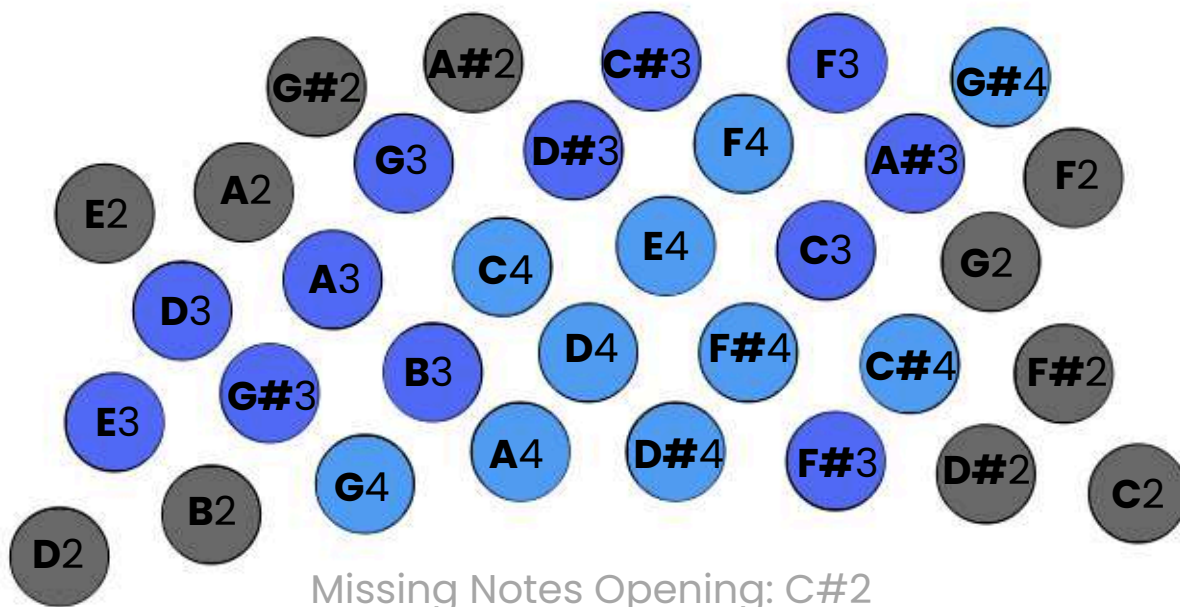 G#2 A#2 C#3 F3 G#4
G3 D#3 F4 A#3 F2
E2 A2
C4 E4 C3 G2
D3 A3
D4 F#4 C#4 F#2
E3 G#3 B3
G4 A4 D#4 F#3 D#2 C2
D2 B2
Missing Notes Opening: C#2